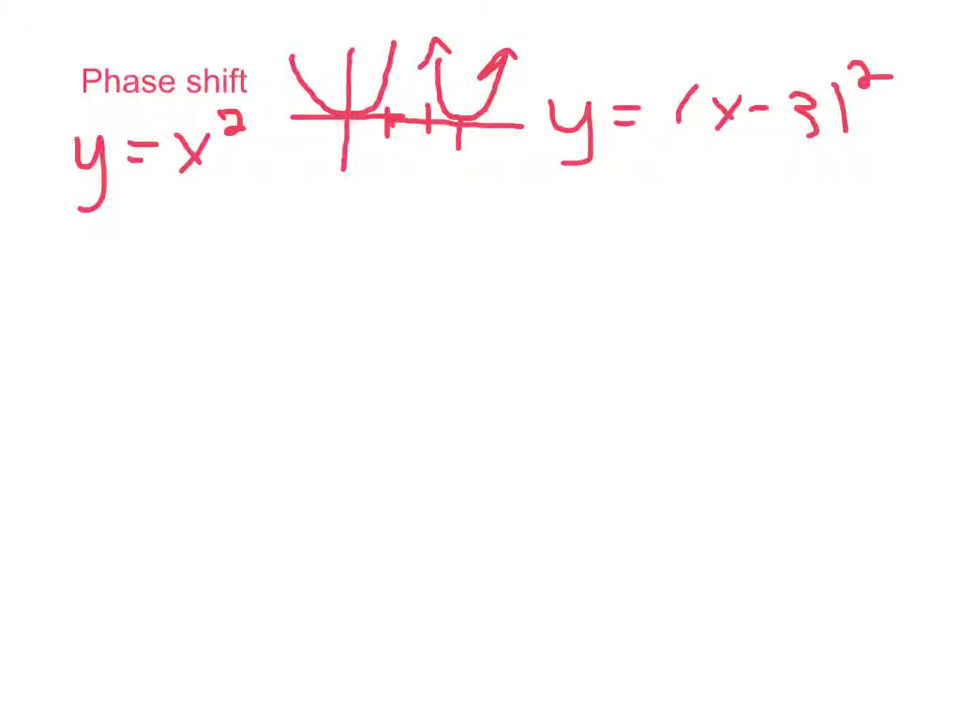 Phase shift
y = x² y = (x - 3)²